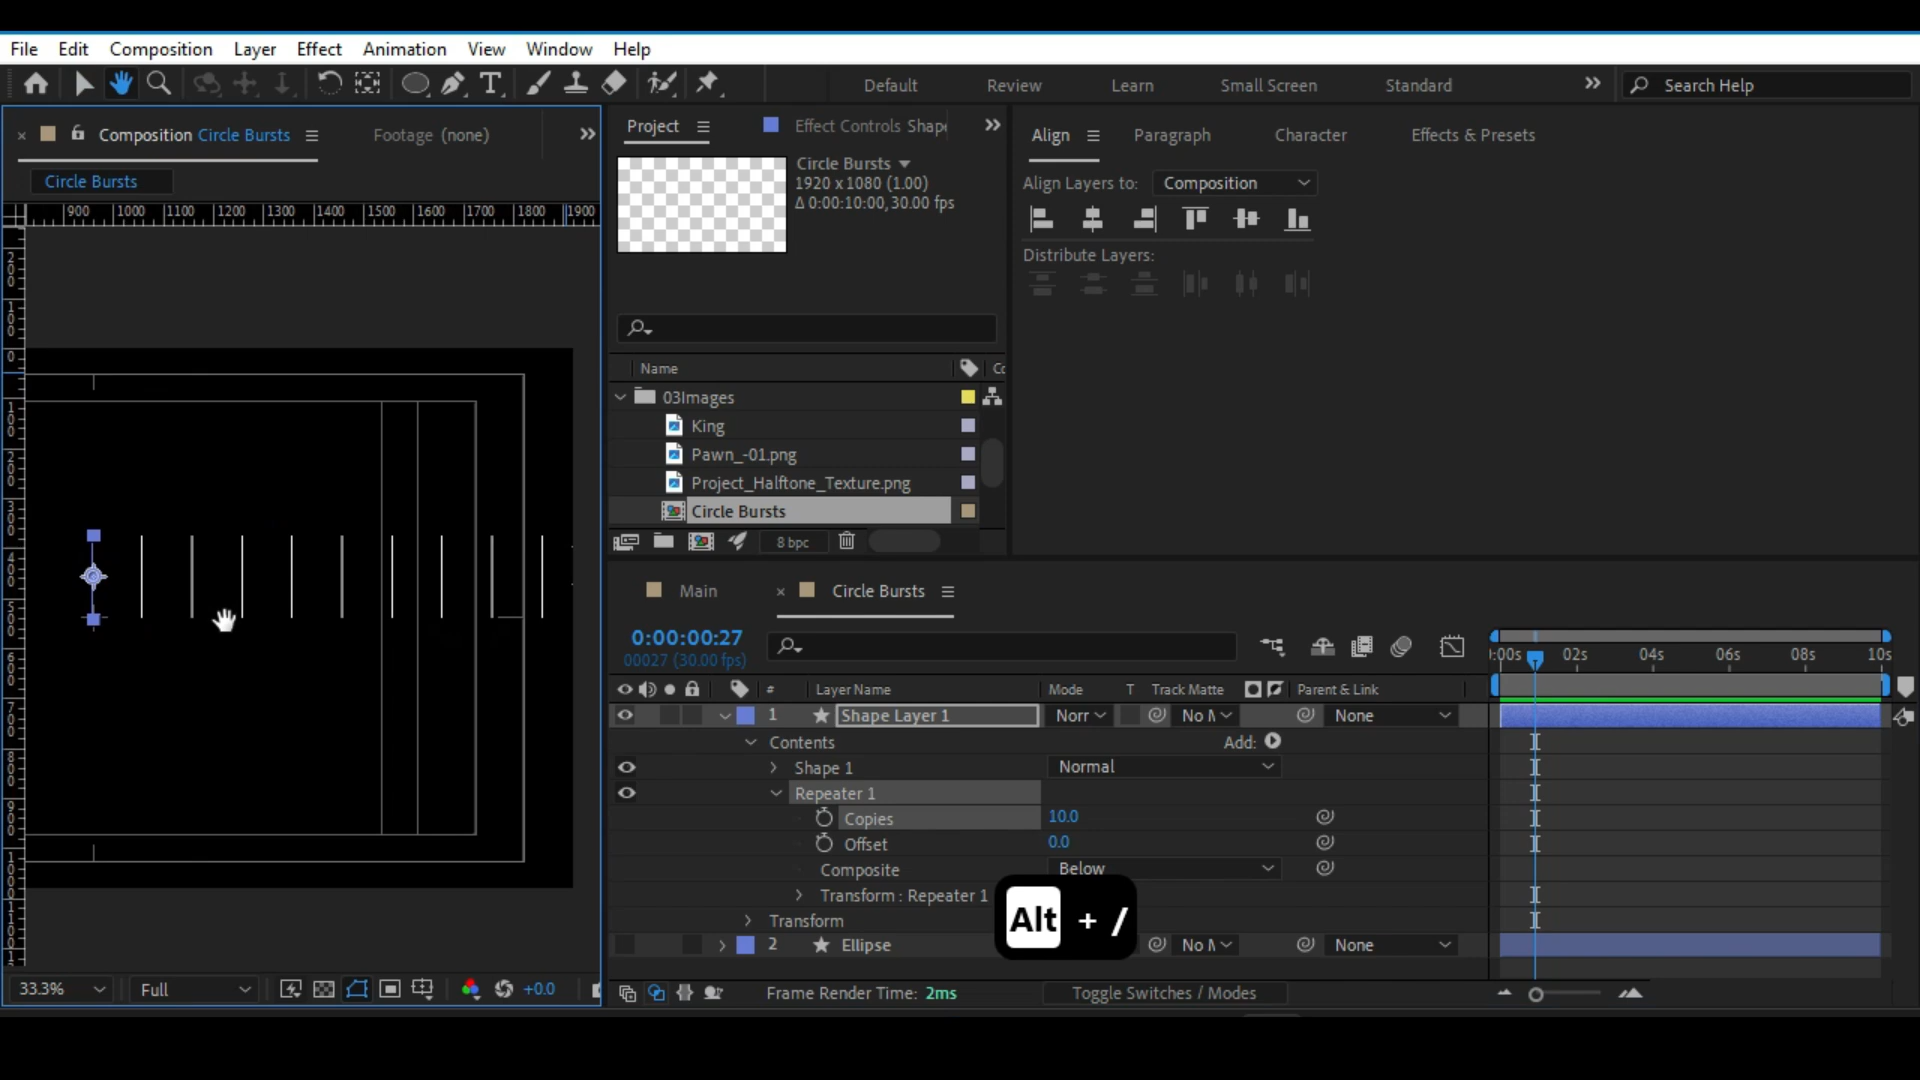 File Edit Composition Layer Effect Animation View Window Help
Default Review Learn Small Screen Standard Search Help
Composition Circle Bursts Footage (none)
Circle Bursts
900 1000 1100 1200 1300 1400 1500 1600 1700 1800 1900
Project Effect Controls Shap
Circle Bursts
1920 x 1080 (1.00)
Δ 0:00:10:00, 30.00 fps
Name
03Images
King
Pawn_-01.png
Project_Halftone_Texture.png
Circle Bursts
8 bpc
Align Paragraph Character Effects & Presets
Align Layers to: Composition
Distribute Layers:
Main Circle Bursts
0:00:00:27
00027 (30.00 fps)
:00s 02s 04s 06s 08s 10s
# Layer Name Mode T Track Matte Parent & Link
1 Shape Layer 1 Norr No M None
Contents Add:
Shape 1 Normal
Repeater 1
Copies 10.0
Offset 0.0
Composite Below
Transform : Repeater 1
Transform
2 Ellipse No M None
Alt + /
33.3% Full +0.0
Frame Render Time: 2ms Toggle Switches / Modes